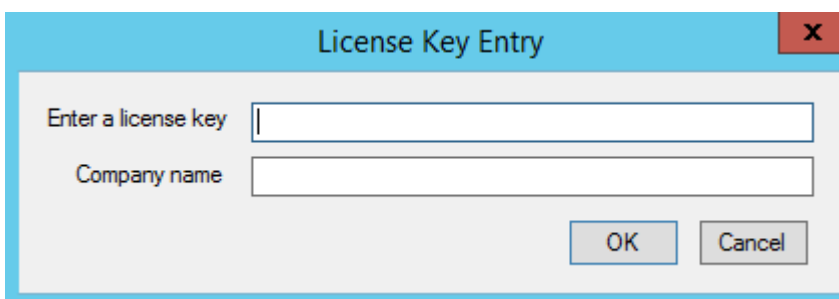 License Key Entry
x
Enter a license key
Company name
OK Cancel